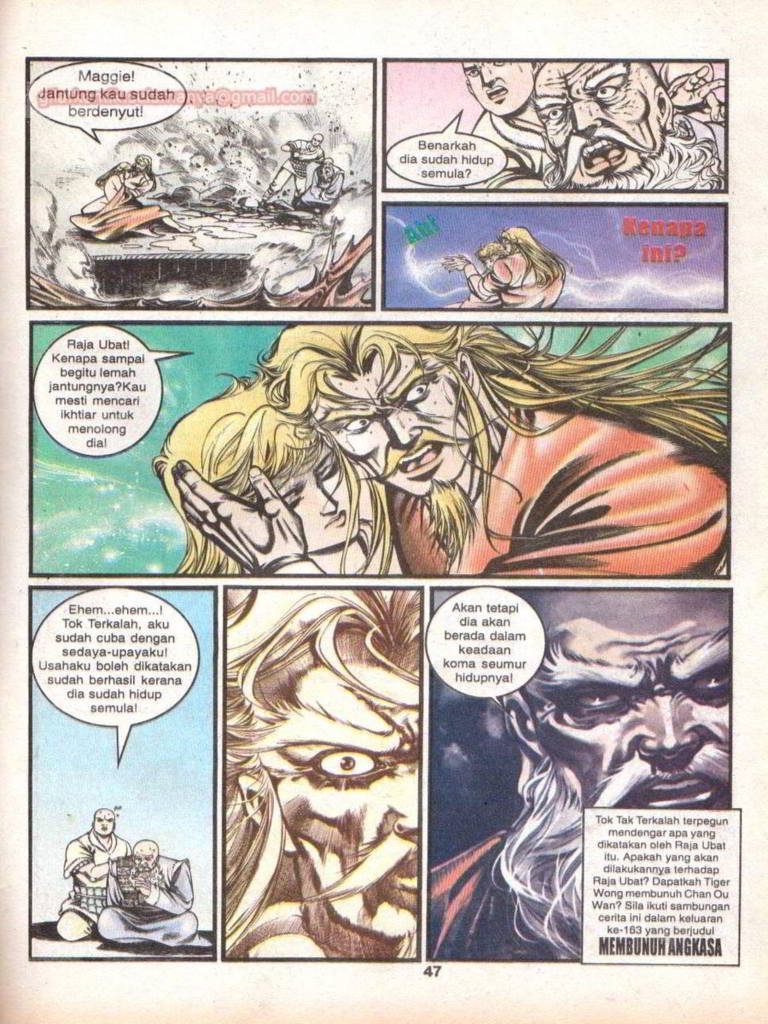 Maggie!
Jantung kau sudah
berdenyut!
Benarkah
dia sudah hidup
semula?
Ah!
Kenapa
ini?
Raja Ubat!
Kenapa sampai
begitu lemah
jantungnya?Kau
mesti mencari
ikhtiar untuk
menolong
dia!
Ehem...ehem...!
Tok Terkalah, aku
sudah cuba dengan
sedaya-upayaku!
Usahaku boleh dikatakan
sudah berhasil kerana
dia sudah hidup
semula!
Akan tetapi
dia akan
berada dalam
keadaan
koma seumur
hidupnya!
Tok Tak Terkalah terpegun
mendengar apa yang
dikatakan oleh Raja Ubat
itu. Apakah yang akan
dilakukannya terhadap
Raja Ubat? Dapatkah Tiger
Wong membunuh Chan Ou
Wan? Sila ikuti sambungan
cerita ini dalam keluaran
ke-163 yang berjudul
MEMBUNUH ANGKASA
47